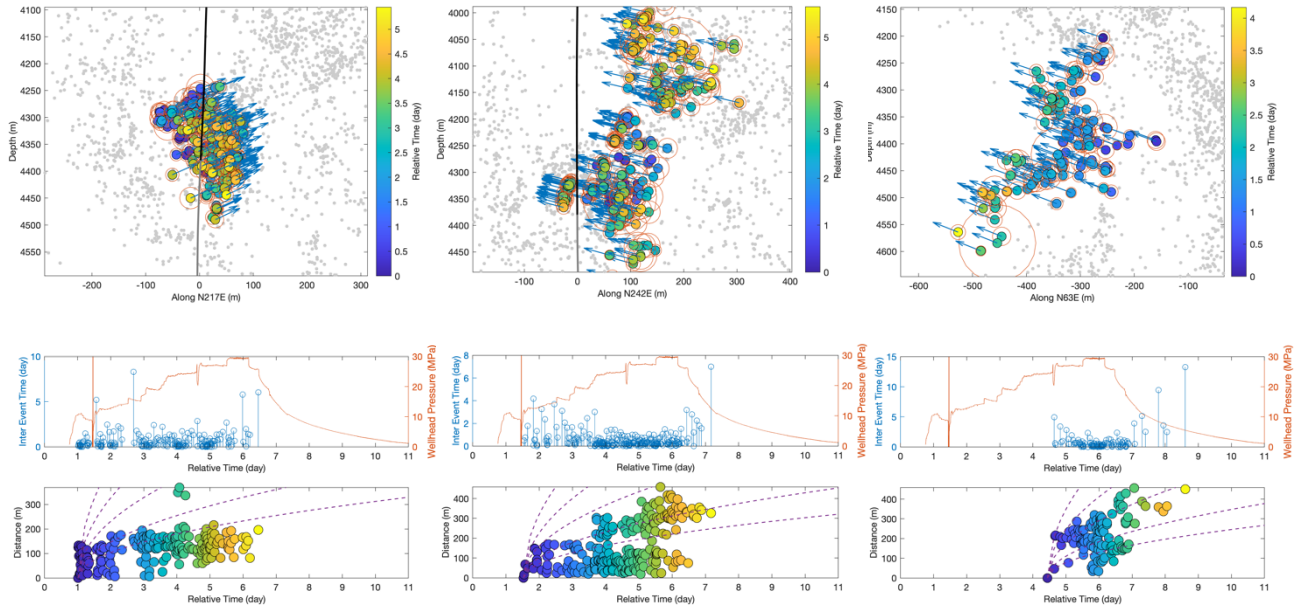 4100
4150
4200
4250
4300
4350
4400
4450
4500
4550
Depth (m)
-200 -100 0 100 200 300
Along N217E (m)
5
4.5
4
3.5
3
2.5
2
1.5
1
0.5
0
Relative Time (day)
4000
4050
4100
4150
4200
4250
4300
4350
4400
4450
Depth (m)
-200 -100 0 100 200 300 400
Along N242E (m)
5
4
3
2
1
0
Relative Time (day)
4150
4200
4250
4300
4350
4400
4450
4500
4550
4600
Depth (m)
-600 -500 -400 -300 -200 -100
Along N63E (m)
4
3.5
3
2.5
2
1.5
1
0.5
0
Relative Time (day)
10
5
0
Inter Event Time (day)
30
20
10
0
Wellhead Pressure (MPa)
0 1 2 3 4 5 6 7 8 9 10 11
Relative Time (day)
8
6
4
2
0
Inter Event Time (day)
30
20
10
0
Wellhead Pressure (MPa)
0 1 2 3 4 5 6 7 8 9 10 11
Relative Time (day)
15
10
5
0
Inter Event Time (day)
30
20
10
0
Wellhead Pressure (MPa)
0 1 2 3 4 5 6 7 8 9 10 11
Relative Time (day)
300
200
100
0
Distance (m)
0 1 2 3 4 5 6 7 8 9 10 11
Relative Time (day)
400
300
200
100
0
Distance (m)
0 1 2 3 4 5 6 7 8 9 10 11
Relative Time (day)
400
300
200
100
0
Distance (m)
0 1 2 3 4 5 6 7 8 9 10 11
Relative Time (day)